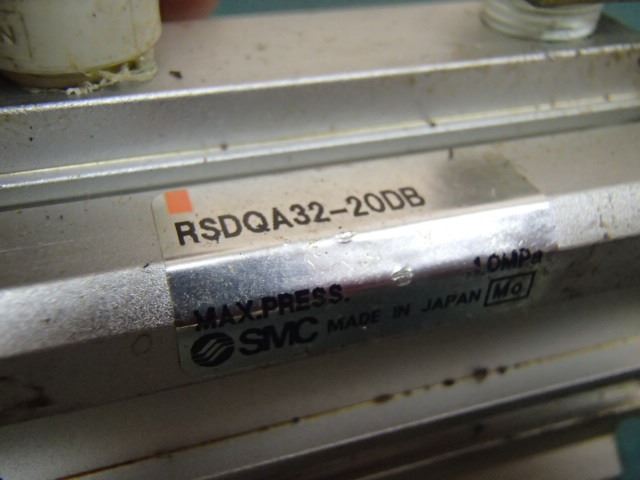 RSDQA32-20DB
MAX.PRESS. 1.0MPa
SMC MADE IN JAPAN Mo